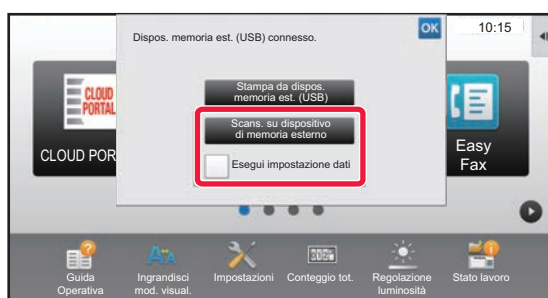 Dispos. memoria est. (USB) connesso.
OK
10:15
Stampa da dispos.
memoria est. (USB)
Scans. su dispositivo
di memoria esterno
Esegui impostazione dati
CLOUD
PORTAL
CLOUD POR
Easy
Fax
Guida
Operativa
Ingrandisci
mod. visual.
Impostazioni
Conteggio tot.
Regolazione
luminosità
Stato lavoro